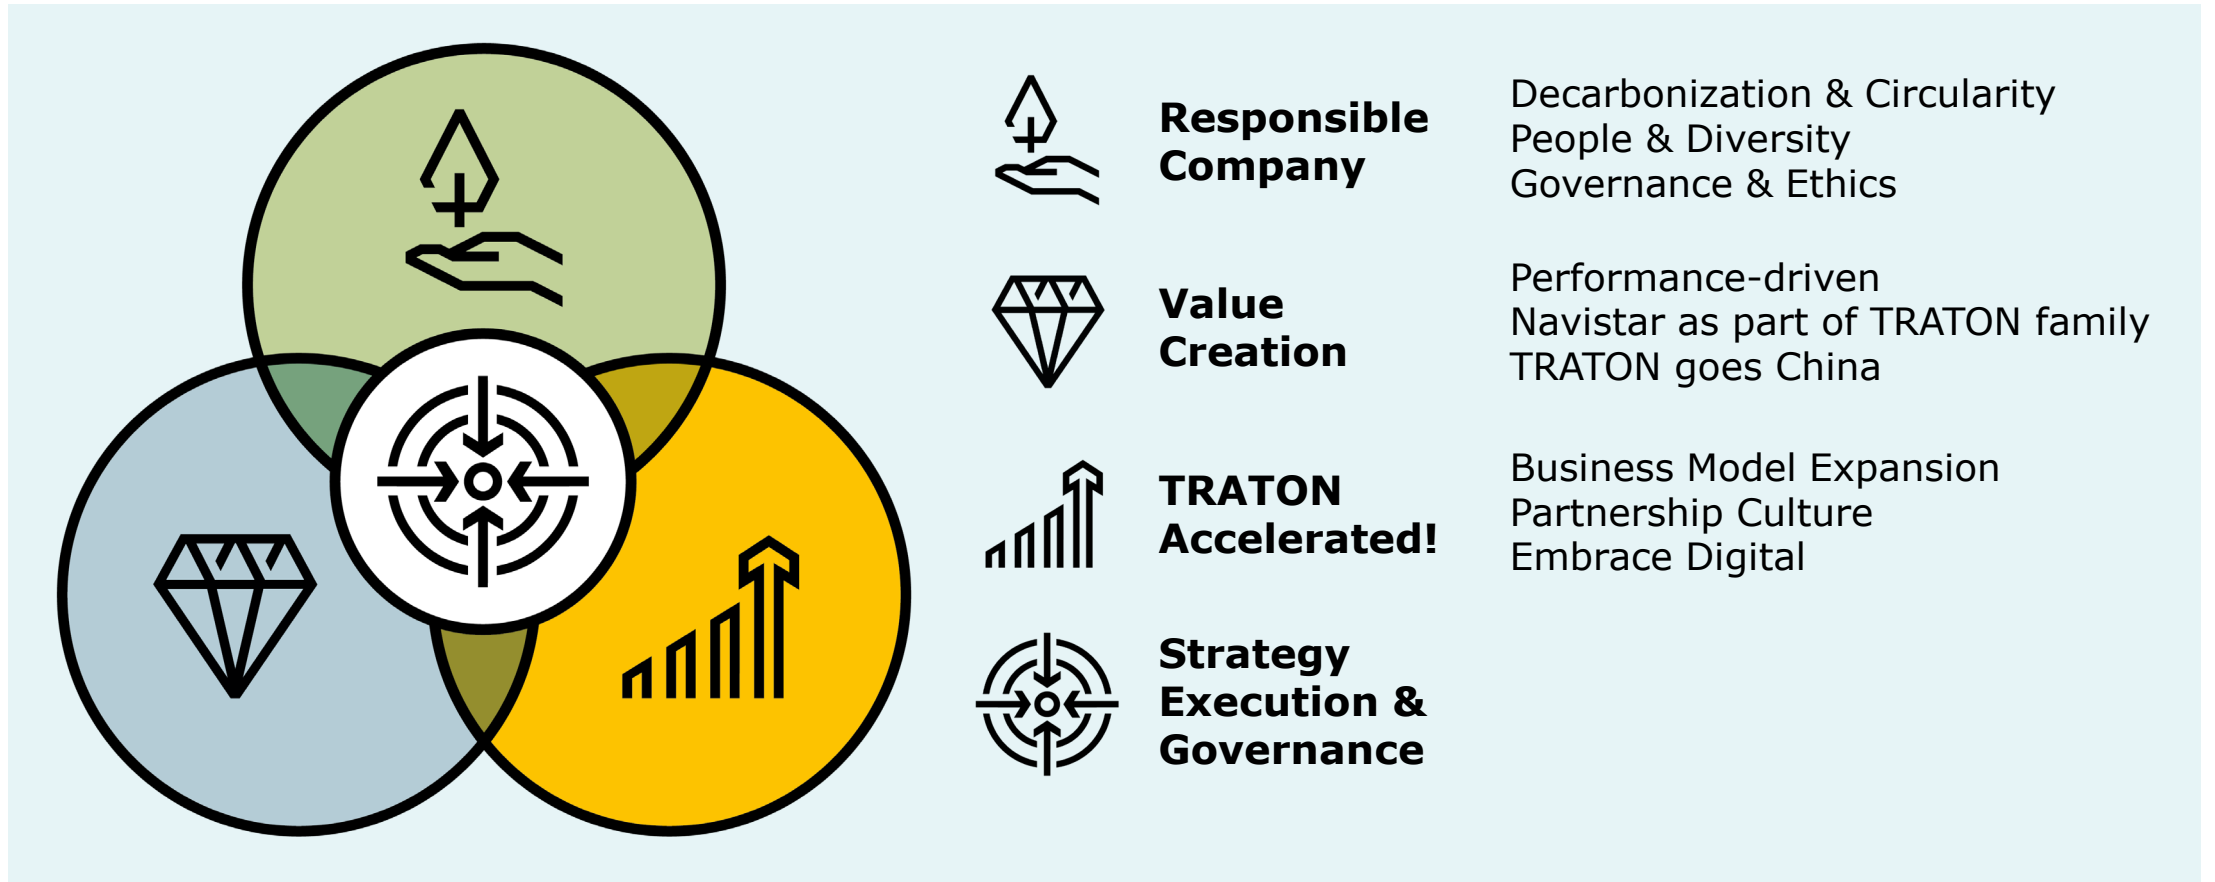 Responsible
Company
Decarbonization & Circularity
People & Diversity
Governance & Ethics
Value
Creation
Performance-driven
Navistar as part of TRATON family
TRATON goes China
TRATON
Accelerated!
Business Model Expansion
Partnership Culture
Embrace Digital
Strategy
Execution &
Governance